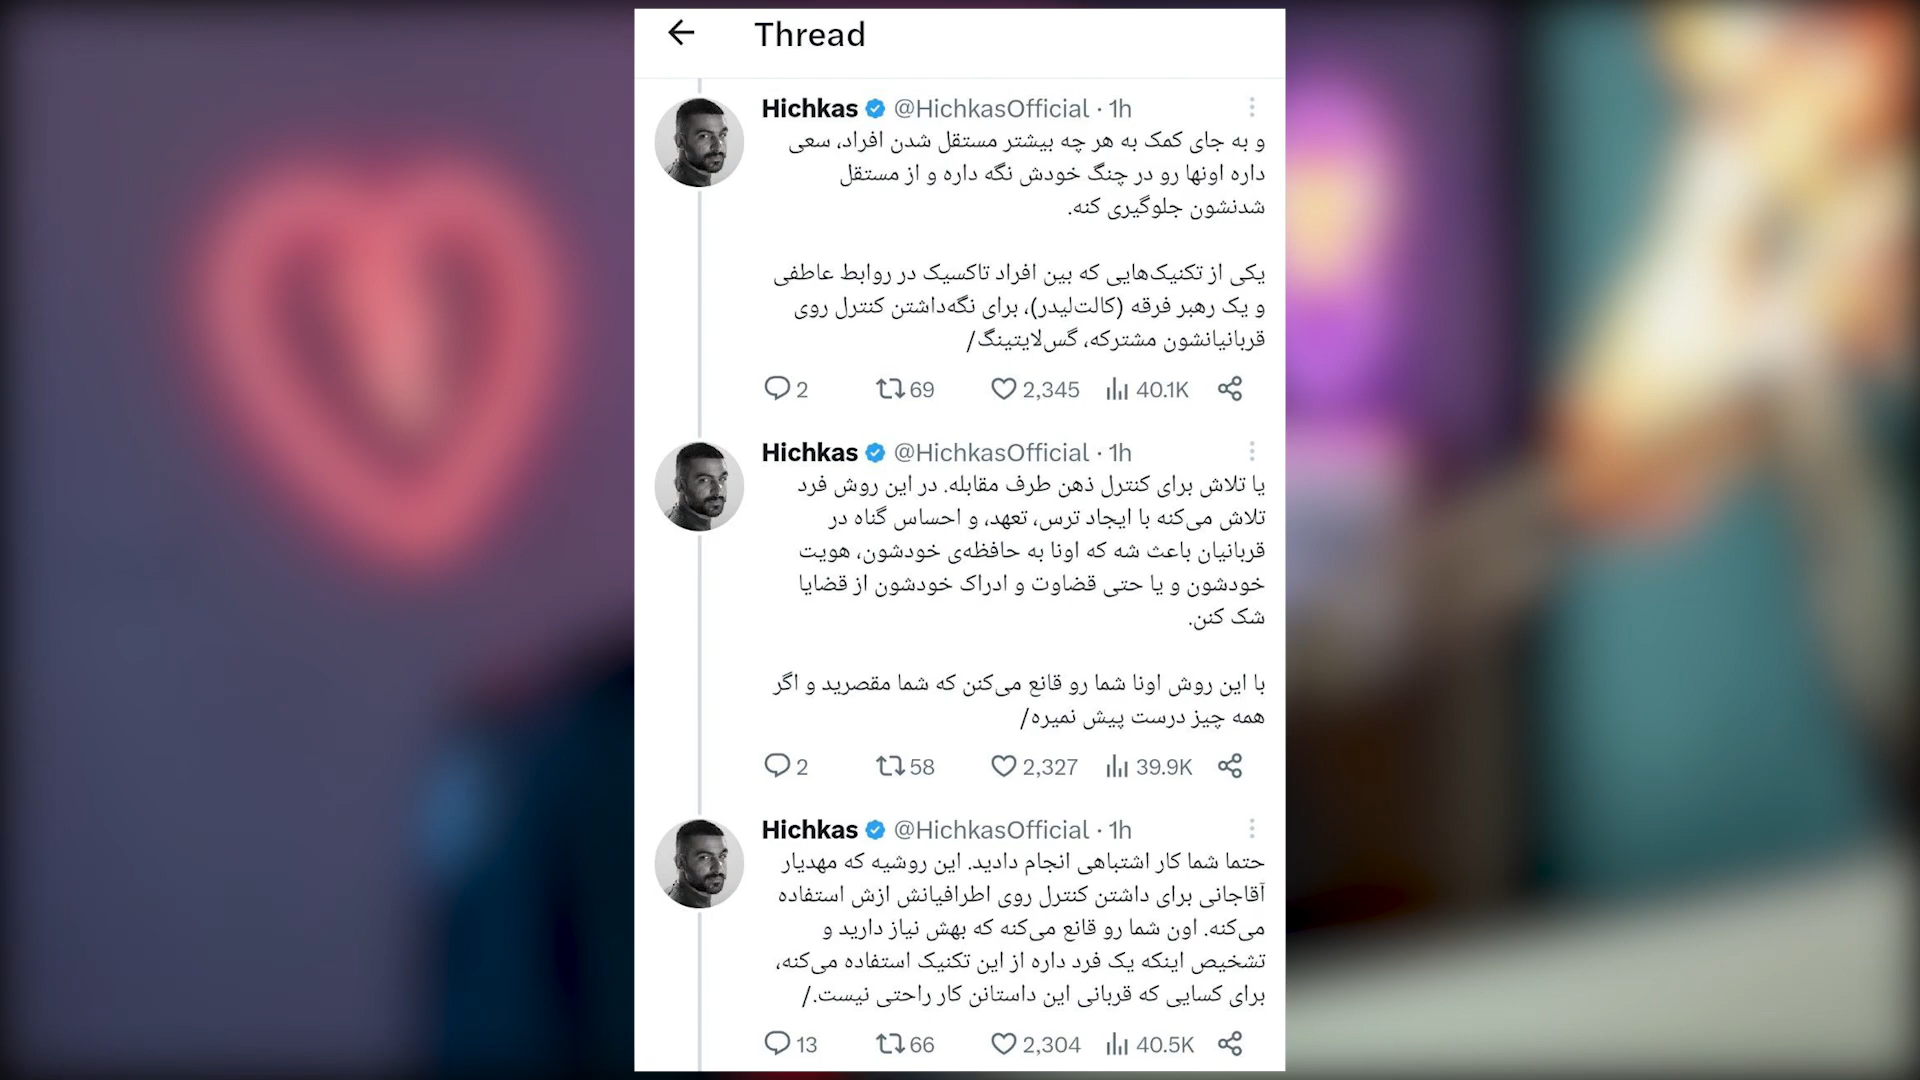 Thread
Hichkas @HichkasOfficial · 1h
و به جای کمک به هر چه بیشتر مستقل شدن افراد، سعی
داره اونها رو در چنگ خودش نگه داره و از مستقل
شدنشون جلوگیری کنه.
یکی از تکنیک‌هایی که بین افراد تاکسیک در روابط عاطفی
و یک رهبر فرقه (کالت‌لیدر)، برای نگه‌داشتن کنترل روی
قربانیانشون مشترکه، گس‌لایتینگ/
2 69 2,345 40.1K
Hichkas @HichkasOfficial · 1h
یا تلاش برای کنترل ذهن طرف مقابله. در این روش فرد
تلاش می‌کنه با ایجاد ترس، تعهد، و احساس گناه در
قربانیان باعث شه که اونا به حافظه‌ی خودشون، هویت
خودشون و یا حتی قضاوت و ادراک خودشون از قضایا
شک کنن.
با این روش اونا شما رو قانع می‌کنن که شما مقصرید و اگر
همه چیز درست پیش نمیره/
2 58 2,327 39.9K
Hichkas @HichkasOfficial · 1h
حتما شما کار اشتباهی انجام دادید. این روشیه که مهدیار
آقاجانی برای داشتن کنترل روی اطرافیانش ازش استفاده
می‌کنه. اون شما رو قانع می‌کنه که بهش نیاز دارید و
تشخیص اینکه یک فرد داره از این تکنیک استفاده می‌کنه،
برای کسایی که قربانی این داستانن کار راحتی نیست./
13 66 2,304 40.5K